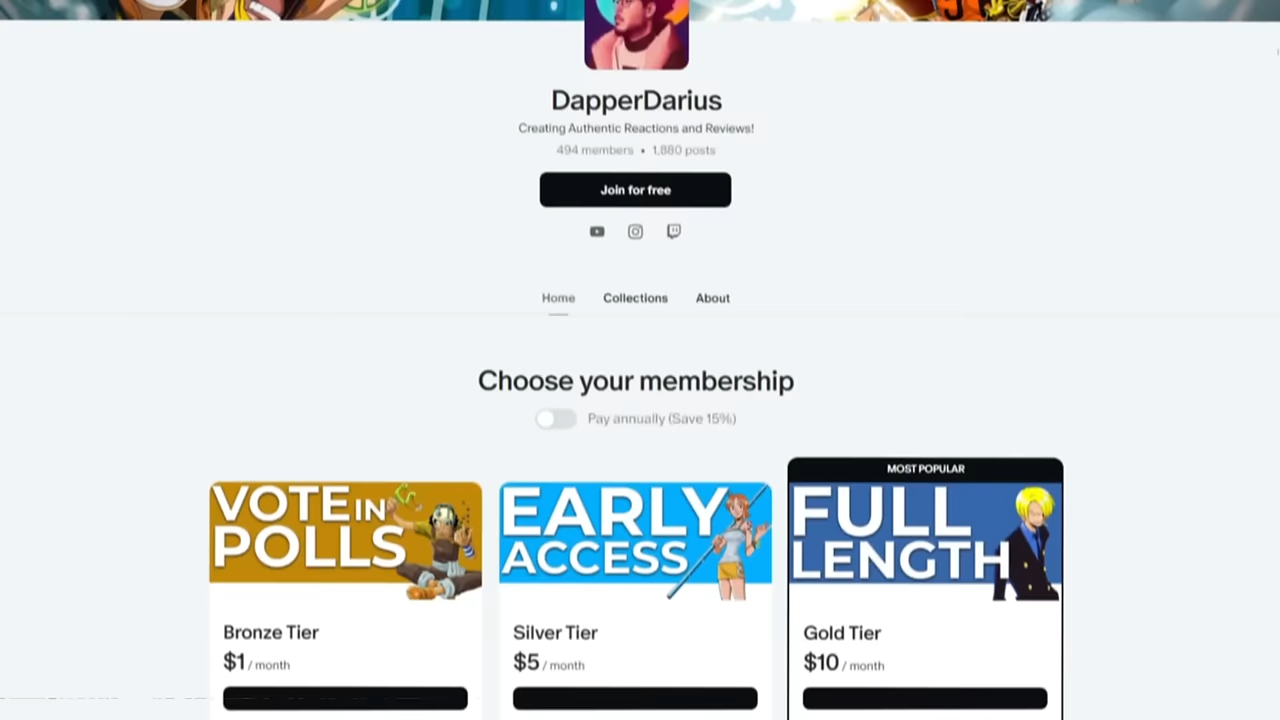 DapperDarius
Creating Authentic Reactions and Reviews!
494 members • 1,880 posts
Join for free
Home Collections About
Choose your membership
Pay annually (Save 15%)
MOST POPULAR
VOTE IN
POLLS
EARLY
ACCESS
FULL
LENGTH
Bronze Tier
$1 / month
Silver Tier
$5 / month
Gold Tier
$10 / month